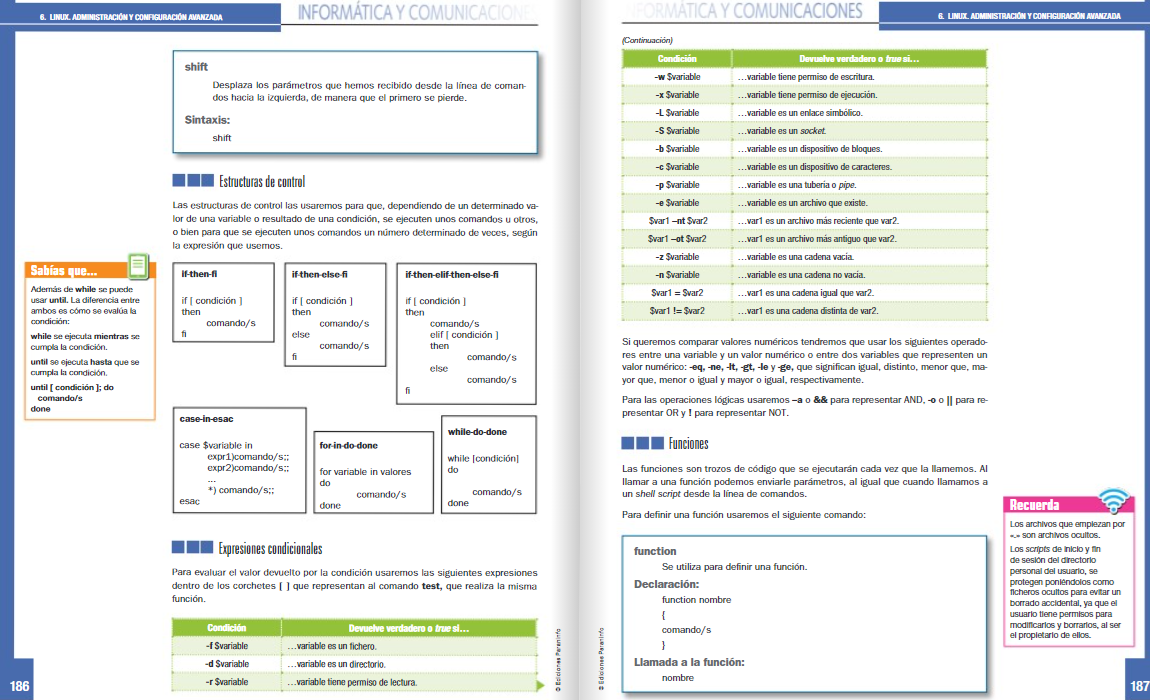 6. LINUX. ADMINISTRACIÓN Y CONFIGURACIÓN AVANZADA
INFORMÁTICA Y COMUNICACIONES
shift
Desplaza los parámetros que hemos recibido desde la línea de coman-
dos hacia la izquierda, de manera que el primero se pierde.
Sintaxis:
shift
Estructuras de control
Las estructuras de control las usaremos para que, dependiendo de un determinado va-
lor de una variable o resultado de una condición, se ejecuten unos comandos u otros,
o bien para que se ejecuten unos comandos un número determinado de veces, según
la expresión que usemos.
Sabías que...
Además de while se puede
usar until. La diferencia entre
ambos es cómo se evalúa la
condición:
while se ejecuta mientras se
cumpla la condición.
until se ejecuta hasta que se
cumpla la condición.
until [ condición ]; do
comando/s
done
if-then-fi
if [ condición ]
then
comando/s
fi
if-then-else-fi
if [ condición ]
then
comando/s
else
comando/s
fi
if-then-elif-then-else-fi
if [ condición ]
then
comando/s
elif [ condición ]
then
comando/s
else
comando/s
fi
case-in-esac
case $variable in
expr1)comando/s;;
expr2)comando/s;;
...
*) comando/s;;
esac
for-in-do-done
for variable in valores
do
comando/s
done
while-do-done
while [condición]
do
comando/s
done
Expresiones condicionales
Para evaluar el valor devuelto por la condición usaremos las siguientes expresiones
dentro de los corchetes [ ] que representan al comando test, que realiza la misma
función.
Condición Devuelve verdadero o true si...
-f $variable ...variable es un fichero.
-d $variable ...variable es un directorio.
-r $variable ...variable tiene permiso de lectura.
© Ediciones Paraninfo
186
INFORMÁTICA Y COMUNICACIONES
6. LINUX. ADMINISTRACIÓN Y CONFIGURACIÓN AVANZADA
(Continuación)
Condición Devuelve verdadero o true si...
-w $variable ...variable tiene permiso de escritura.
-x $variable ...variable tiene permiso de ejecución.
-L $variable ...variable es un enlace simbólico.
-S $variable ...variable es un socket.
-b $variable ...variable es un dispositivo de bloques.
-c $variable ...variable es un dispositivo de caracteres.
-p $variable ...variable es una tubería o pipe.
-e $variable ...variable es un archivo que existe.
$var1 –nt $var2 ...var1 es un archivo más reciente que var2.
$var1 –ot $var2 ...var1 es un archivo más antiguo que var2.
-z $variable ...variable es una cadena vacía.
-n $variable ...variable es una cadena no vacía.
$var1 = $var2 ...var1 es una cadena igual que var2.
$var1 != $var2 ...var1 es una cadena distinta de var2.
Si queremos comparar valores numéricos tendremos que usar los siguientes operado-
res entre una variable y un valor numérico o entre dos variables que representen un
valor numérico: -eq, -ne, -lt, -gt, -le y -ge, que significan igual, distinto, menor que, ma-
yor que, menor o igual y mayor o igual, respectivamente.
Para las operaciones lógicas usaremos –a o && para representar AND, -o o || para re-
presentar OR y ! para representar NOT.
Funciones
Las funciones son trozos de código que se ejecutarán cada vez que la llamemos. Al
llamar a una función podemos enviarle parámetros, al igual que cuando llamamos a
un shell script desde la línea de comandos.
Para definir una función usaremos el siguiente comando:
function
Se utiliza para definir una función.
Declaración:
function nombre
{
comando/s
}
Llamada a la función:
nombre
Recuerda
Los archivos que empiezan por
«.» son archivos ocultos.
Los scripts de inicio y fin
de sesión del directorio
personal del usuario, se
protegen poniéndolos como
ficheros ocultos para evitar un
borrado accidental, ya que el
usuario tiene permisos para
modificarlos y borrarlos, al ser
el propietario de ellos.
© Ediciones Paraninfo
187